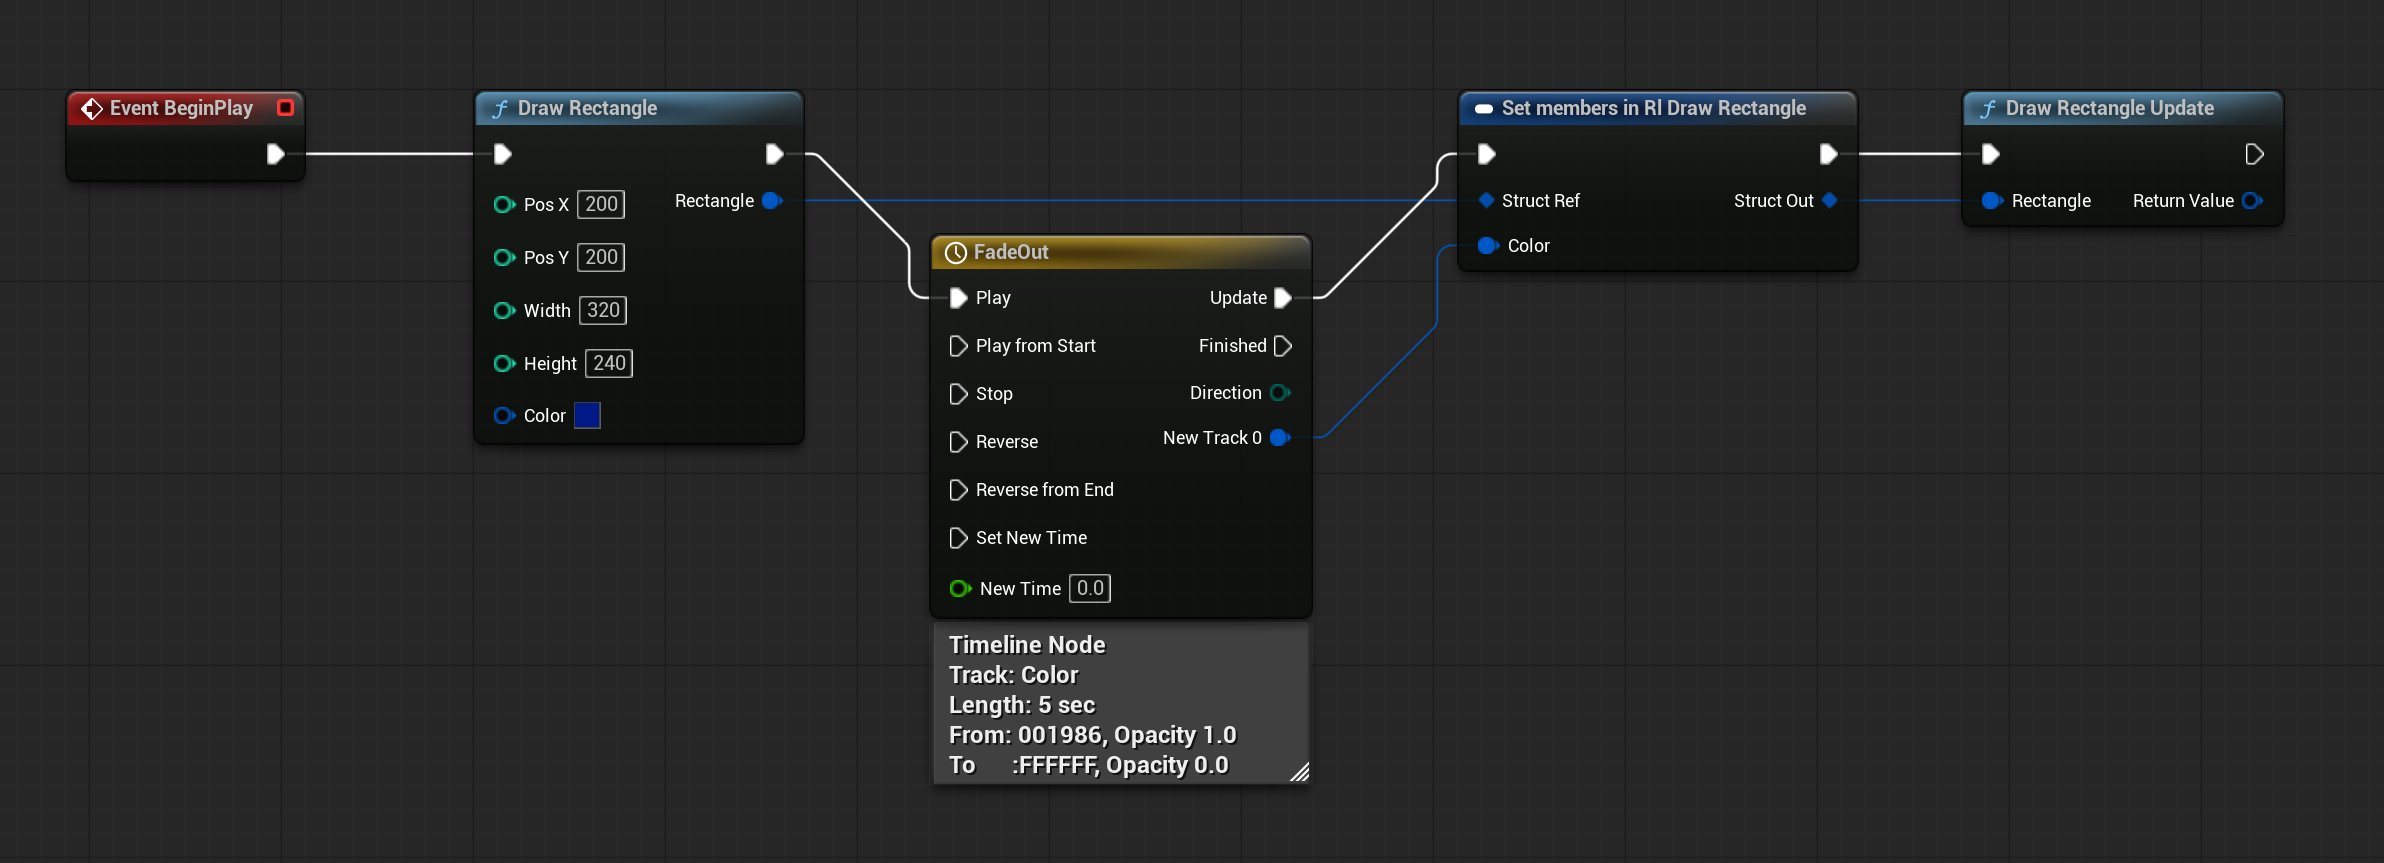 Event BeginPlay
Draw Rectangle
Pos X 200
Rectangle
Pos Y 200
Width 320
Height 240
Color
FadeOut
Play
Update
Play from Start
Finished
Stop
Direction
Reverse
New Track 0
Reverse from End
Set New Time
New Time 0.0
Timeline Node
Track: Color
Length: 5 sec
From: 001986, Opacity 1.0
To :FFFFFF, Opacity 0.0
Set members in Rl Draw Rectangle
Struct Ref
Struct Out
Color
Draw Rectangle Update
Rectangle
Return Value